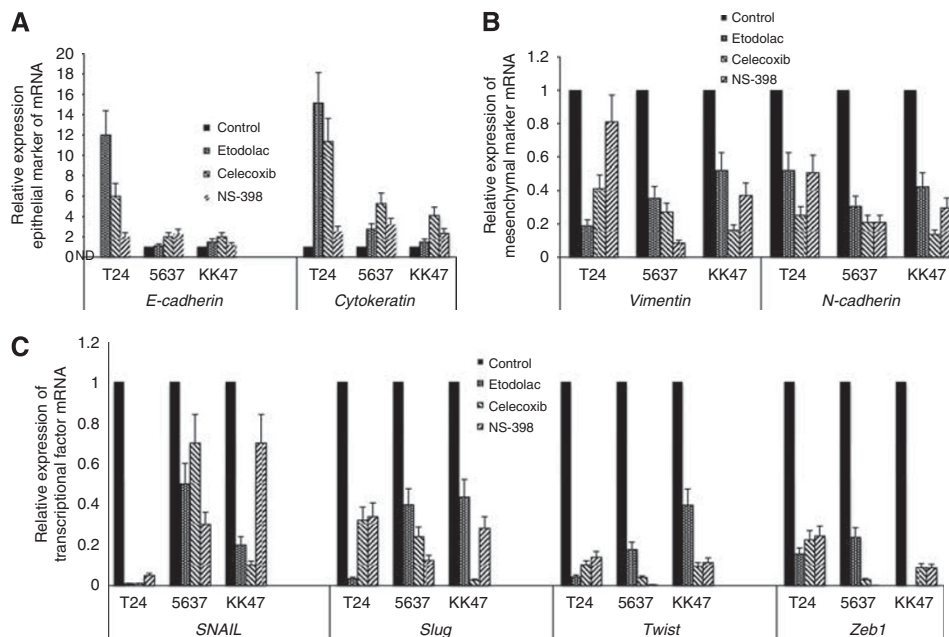 A
Relative expression
epithelial marker of mRNA
20
18
16
14
12
10
8
6
4
2
0
ND
Control
Etodolac
Celecoxib
NS-398
T24 5637 KK47 T24 5637 KK47
E-cadherin Cytokeratin
B
Relative expression of
mesenchymal marker mRNA
1.2
1
0.8
0.6
0.4
0.2
0
Control
Etodolac
Celecoxib
NS-398
T24 5637 KK47 T24 5637 KK47
Vimentin N-cadherin
C
Relative expression of
transcriptional factor mRNA
1.2
1
0.8
0.6
0.4
0.2
0
Control
Etodolac
Celecoxib
NS-398
T24 5637 KK47 T24 5637 KK47 T24 5637 KK47 T24 5637 KK47
SNAIL Slug Twist Zeb1